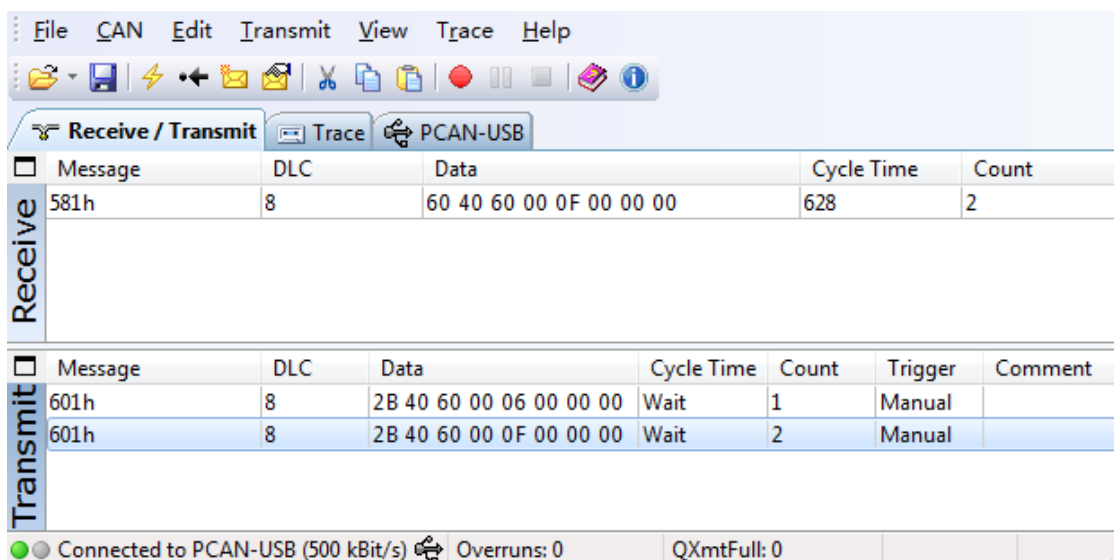 File CAN Edit Transmit View Trace Help
Receive / Transmit Trace PCAN-USB
Message DLC Data Cycle Time Count
581h 8 60 40 60 00 0F 00 00 00 628 2
Receive
Message DLC Data Cycle Time Count Trigger Comment
601h 8 2B 40 60 00 06 00 00 00 Wait 1 Manual
601h 8 2B 40 60 00 0F 00 00 00 Wait 2 Manual
Transmit
Connected to PCAN-USB (500 kBit/s) Overruns: 0 QXmtFull: 0